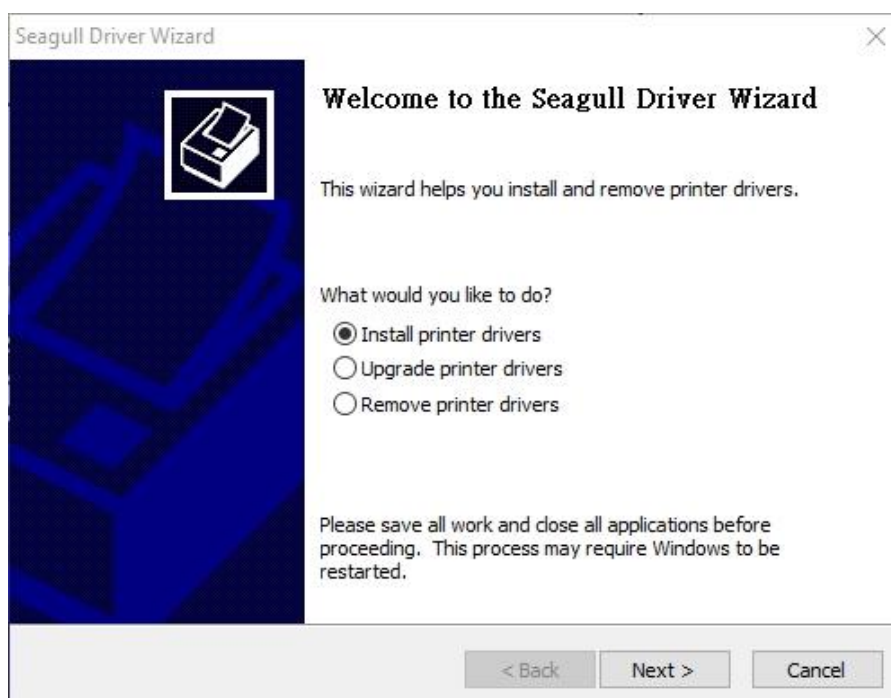 Seagull Driver Wizard
Welcome to the Seagull Driver Wizard
This wizard helps you install and remove printer drivers.
What would you like to do?
Install printer drivers
Upgrade printer drivers
Remove printer drivers
Please save all work and close all applications before
proceeding. This process may require Windows to be
restarted.
< Back
Next >
Cancel